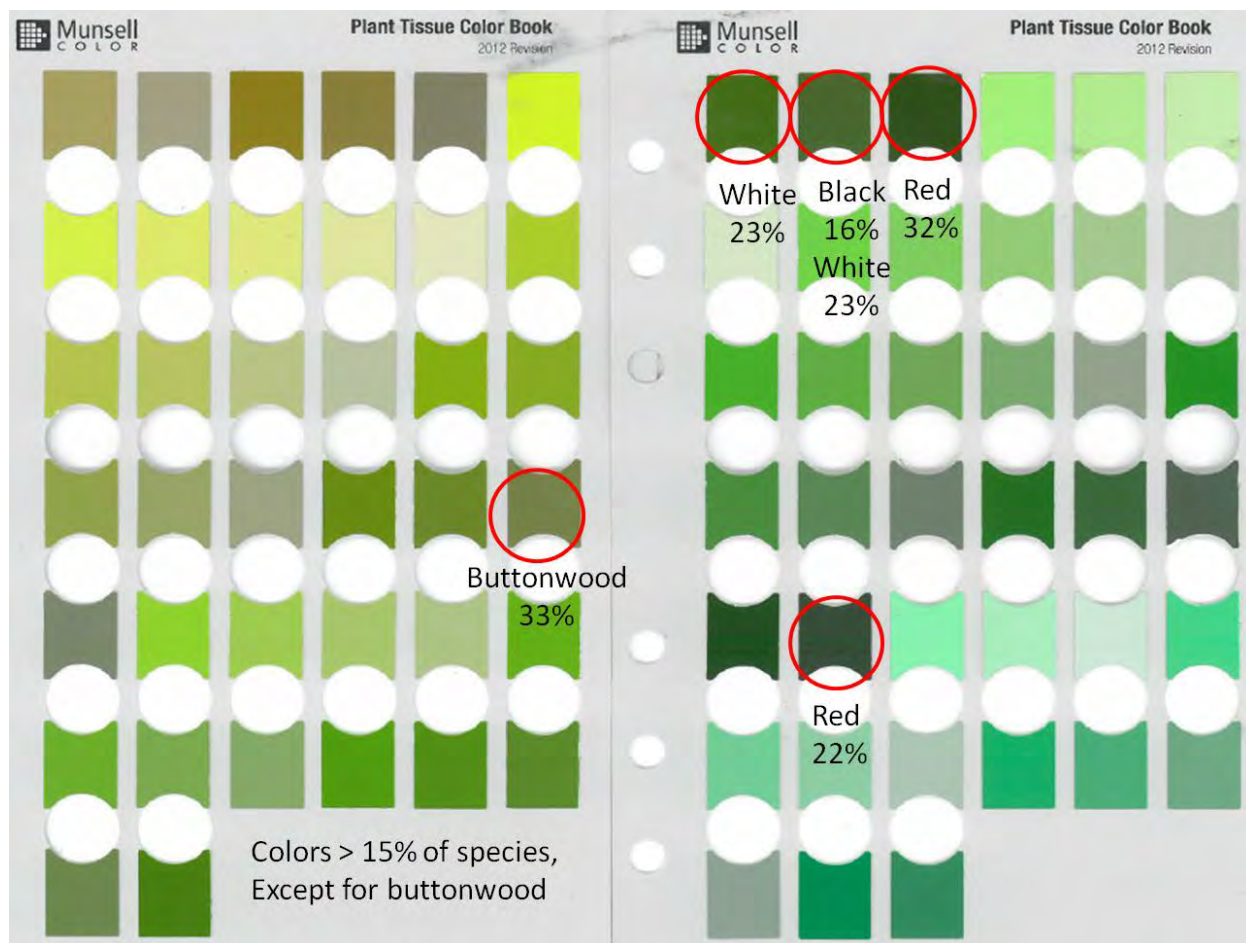 Munsell
COLOR
Plant Tissue Color Book
2012 Revision
Munsell
COLOR
Plant Tissue Color Book
2012 Revision
White
23%
Black
16%
White
23%
Red
32%
Buttonwood
33%
Red
22%
Colors > 15% of species,
Except for buttonwood